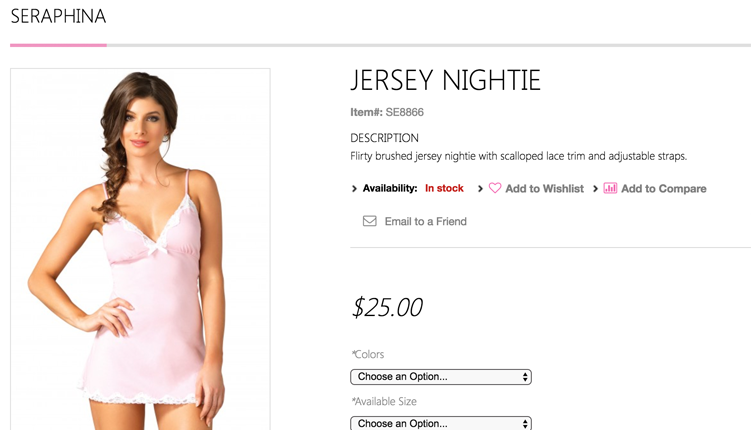 SERAPHINA
JERSEY NIGHTIE
Item#: SE8866
DESCRIPTION
Flirty brushed jersey nightie with scalloped lace trim and adjustable straps.
Availability: In stock Add to Wishlist Add to Compare
Email to a Friend
$25.00
*Colors
Choose an Option...
*Available Size
Choose an Option...